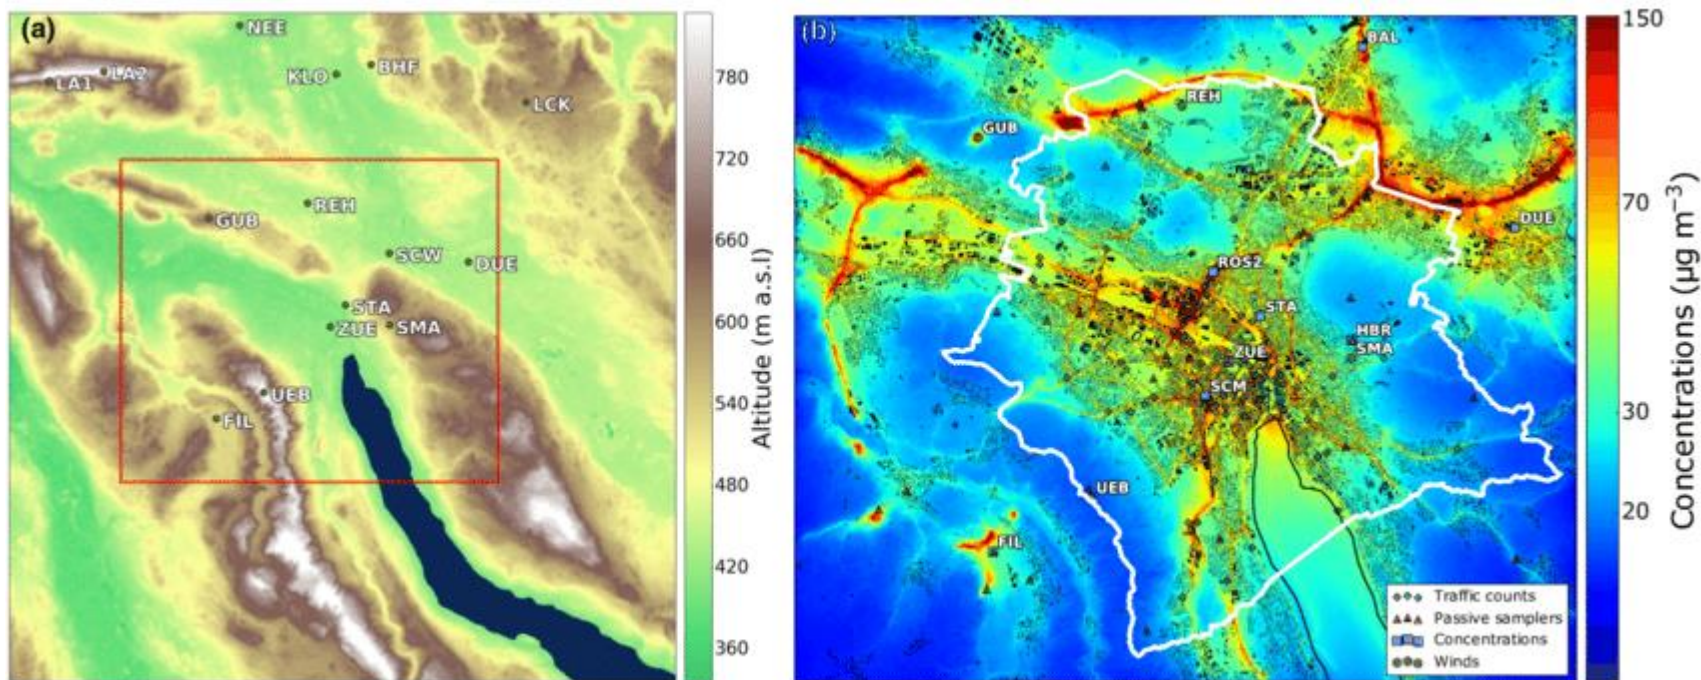 (a)
NEE
KLO
BHF
LA1
LA2
LCK
GUB
REH
SCW
DUE
STA
ZUE
SMA
UEB
FIL
780
720
660
600
540
480
420
360
Altitude (m a.s.l)
(b)
BAL
REH
GUB
DUE
ROS2
STA
HBR
SMA
ZUE
SCM
UEB
FIL
Traffic counts
Passive samplers
Concentrations
Winds
150
70
30
20
Concentrations (µg m⁻³)